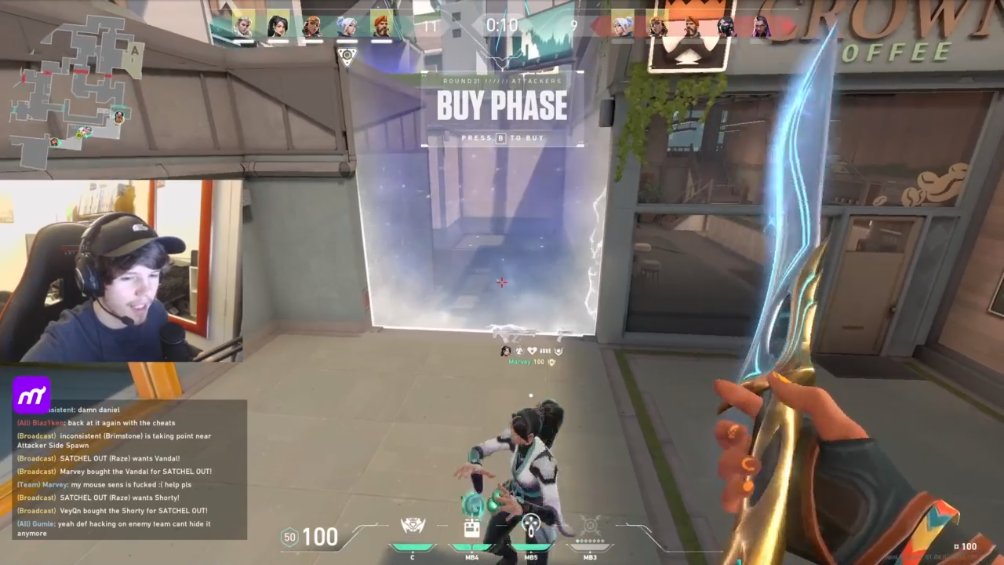 11
0:10
9
CROWN
COFFEE
A
ROUND 21 ////// ATTACKERS
BUY PHASE
PRESS B TO BUY
Marvey 100
m
sistent: damn daniel
(All) Blaz1ken: back at it again with the cheats
(Broadcast) inconsistent (Brimstone) is taking point near
Attacker Side Spawn
(Broadcast) SATCHEL OUT (Raze) wants Vandal!
(Broadcast) Marvey bought the Vandal for SATCHEL OUT!
(Team) Marvey: my mouse sens is fucked :( help pls
(Broadcast) SATCHEL OUT (Raze) wants Shorty!
(Broadcast) VeyQn bought the Shorty for SATCHEL OUT!
(All) Gumle: yeah def hacking on enemy team cant hide it
anymore
50 100
C
MB4
MB5
MB3
100